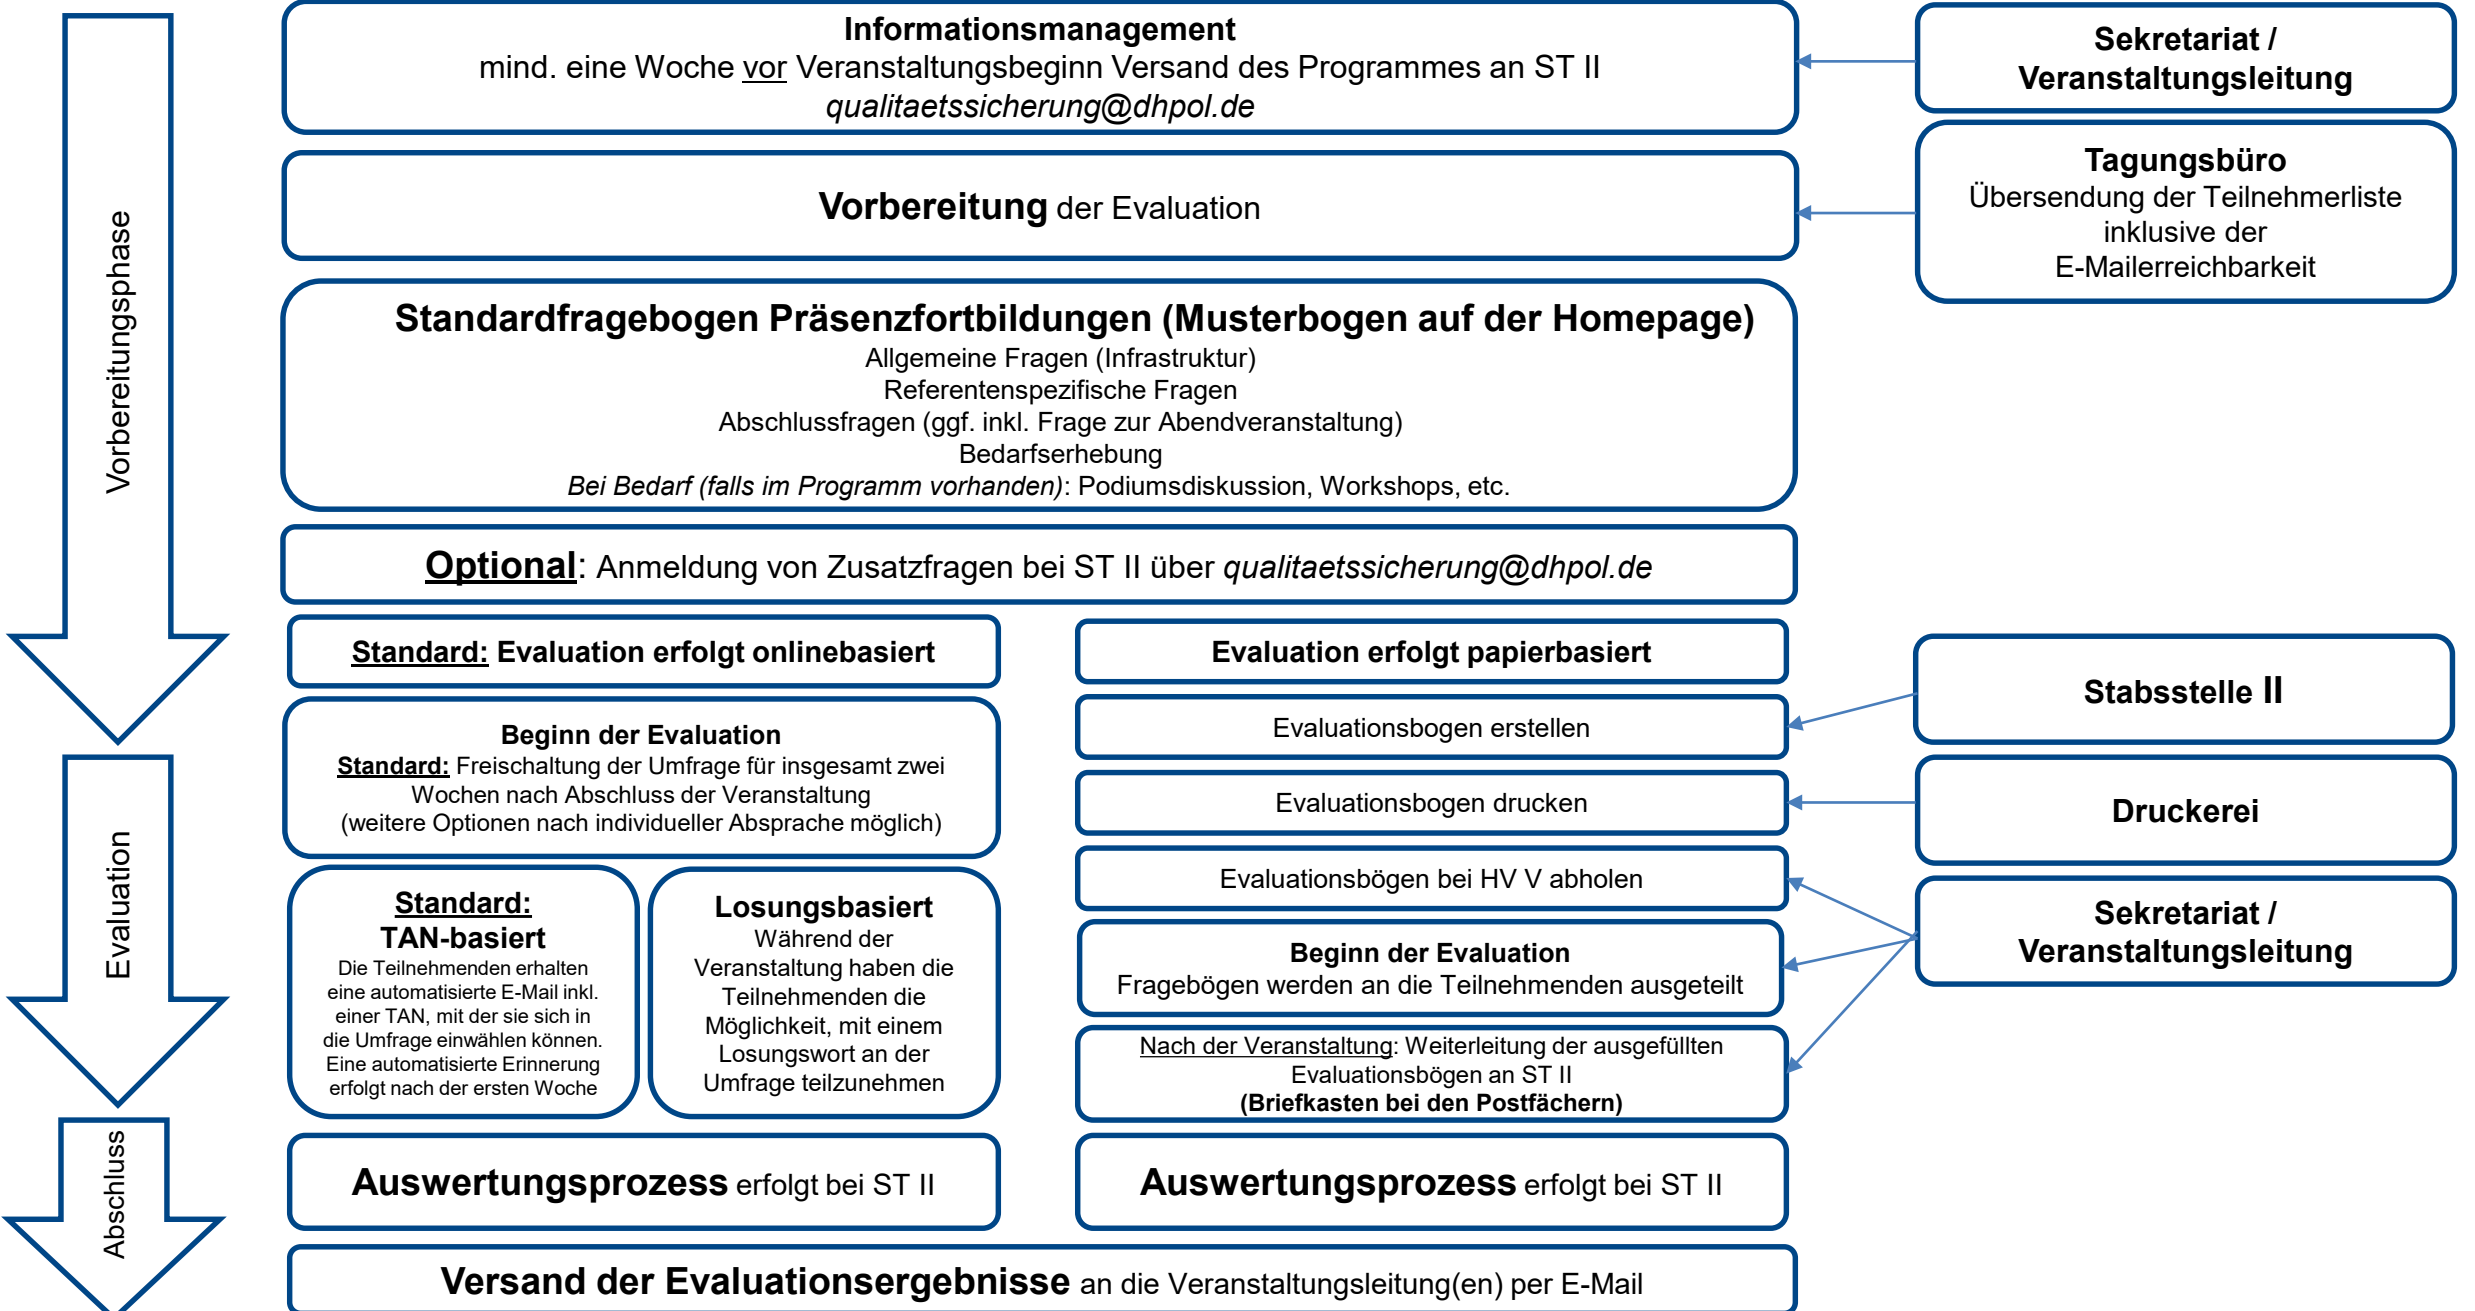 Vorbereitungsphase
Informationsmanagement
mind. eine Woche vor Veranstaltungsbeginn Versand des Programmes an ST II
qualitaetssicherung@dhpol.de
Sekretariat /
Veranstaltungsleitung
Vorbereitung der Evaluation
Tagungsbüro
Übersendung der Teilnehmerliste
inklusive der
E-Mailerreichbarkeit
Standardfragebogen Präsenzfortbildungen (Musterbogen auf der Homepage)
Allgemeine Fragen (Infrastruktur)
Referentenspezifische Fragen
Abschlussfragen (ggf. inkl. Frage zur Abendveranstaltung)
Bedarfserhebung
Bei Bedarf (falls im Programm vorhanden): Podiumsdiskussion, Workshops, etc.
Optional: Anmeldung von Zusatzfragen bei ST II über qualitaetssicherung@dhpol.de
Standard: Evaluation erfolgt onlinebasiert
Evaluation
Beginn der Evaluation
Standard: Freischaltung der Umfrage für insgesamt zwei
Wochen nach Abschluss der Veranstaltung
(weitere Optionen nach individueller Absprache möglich)
Standard:
TAN-basiert
Die Teilnehmenden erhalten
eine automatisierte E-Mail inkl.
einer TAN, mit der sie sich in
die Umfrage einwählen können.
Eine automatisierte Erinnerung
erfolgt nach der ersten Woche
Losungsbasiert
Während der
Veranstaltung haben die
Teilnehmenden die
Möglichkeit, mit einem
Losungswort an der
Umfrage teilzunehmen
Evaluation erfolgt papierbasiert
Evaluationsbogen erstellen
Evaluationsbogen drucken
Evaluationsbögen bei HV V abholen
Beginn der Evaluation
Fragebögen werden an die Teilnehmenden ausgeteilt
Nach der Veranstaltung: Weiterleitung der ausgefüllten
Evaluationsbögen an ST II
(Briefkasten bei den Postfächern)
Stabsstelle II
Druckerei
Sekretariat /
Veranstaltungsleitung
Abschluss
Auswertungsprozess erfolgt bei ST II
Auswertungsprozess erfolgt bei ST II
Versand der Evaluationsergebnisse an die Veranstaltungsleitung(en) per E-Mail